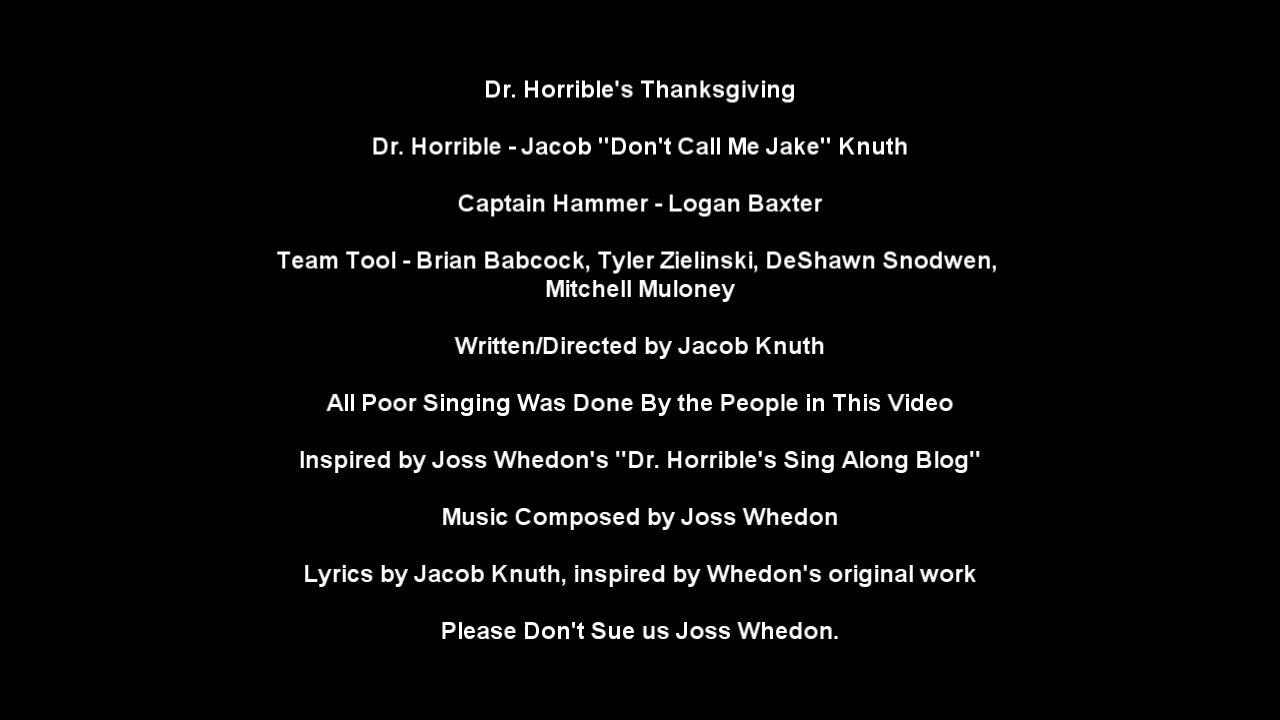 Dr. Horrible's Thanksgiving
Dr. Horrible - Jacob "Don't Call Me Jake" Knuth
Captain Hammer - Logan Baxter
Team Tool - Brian Babcock, Tyler Zielinski, DeShawn Snodwen,
Mitchell Muloney
Written/Directed by Jacob Knuth
All Poor Singing Was Done By the People in This Video
Inspired by Joss Whedon's "Dr. Horrible's Sing Along Blog"
Music Composed by Joss Whedon
Lyrics by Jacob Knuth, inspired by Whedon's original work
Please Don't Sue us Joss Whedon.